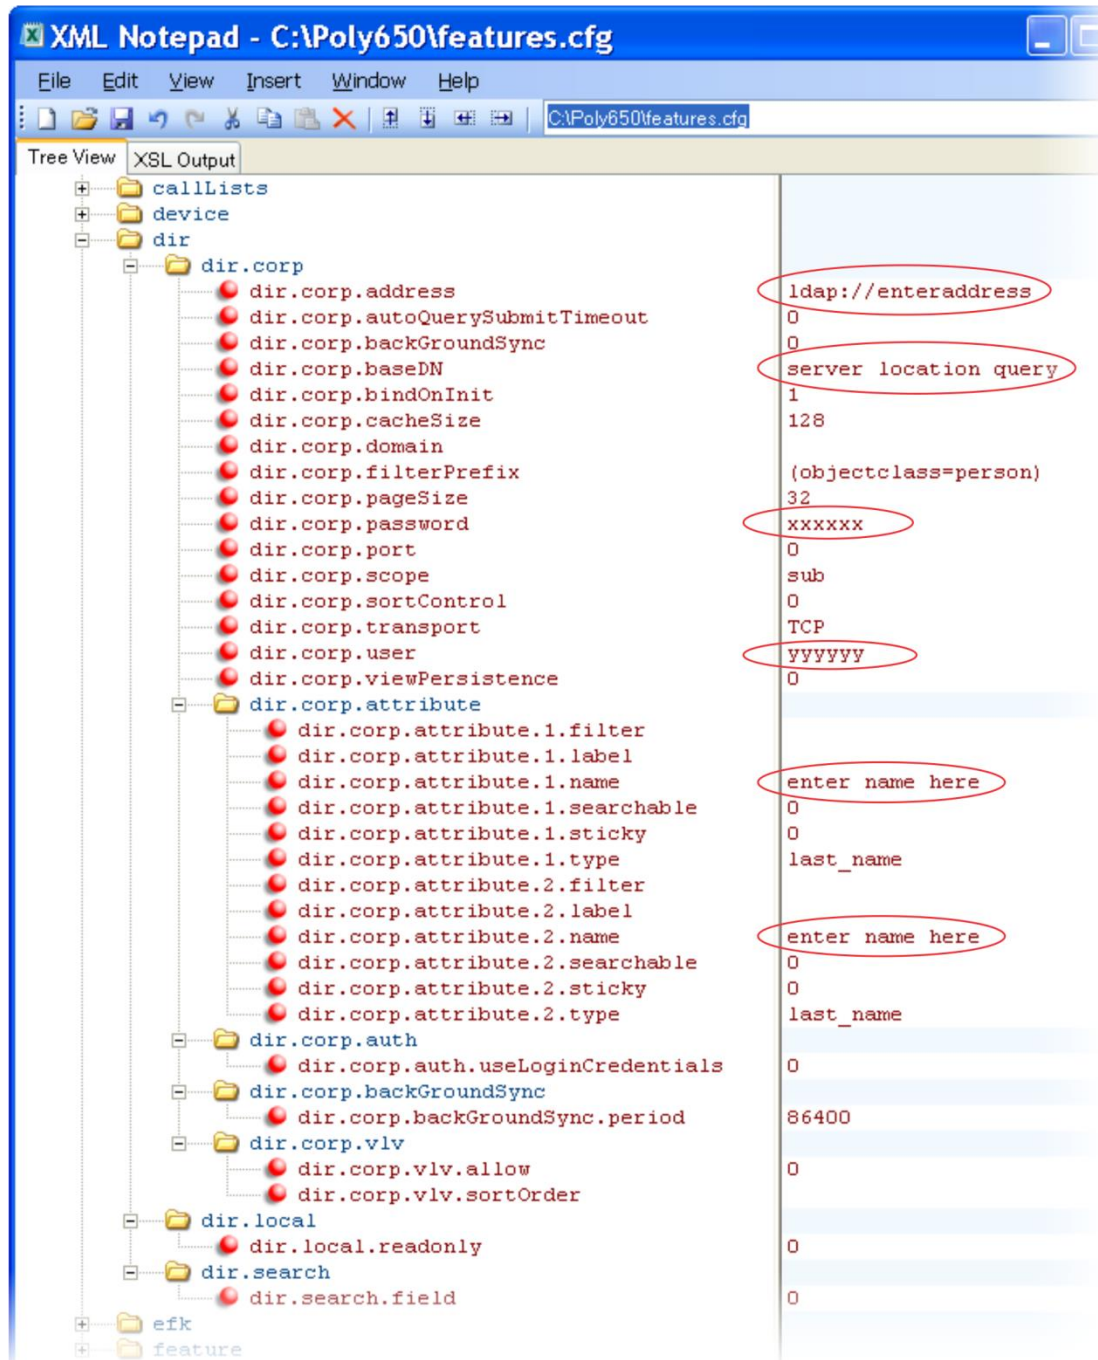 XML Notepad - C:\Poly650\features.cfg
File Edit View Insert Window Help
C:\Poly650\features.cfg
Tree View XSL Output
callLists
device
dir
dir.corp
dir.corp.address ldap://enteraddress
dir.corp.autoQuerySubmitTimeout 0
dir.corp.backGroundSync 0
dir.corp.baseDN server location query
dir.corp.bindOnInit 1
dir.corp.cacheSize 128
dir.corp.domain
dir.corp.filterPrefix (objectclass=person)
dir.corp.pageSize 32
dir.corp.password xxxxxx
dir.corp.port 0
dir.corp.scope sub
dir.corp.sortControl 0
dir.corp.transport TCP
dir.corp.user yyyyyy
dir.corp.viewPersistence 0
dir.corp.attribute
dir.corp.attribute.1.filter
dir.corp.attribute.1.label
dir.corp.attribute.1.name enter name here
dir.corp.attribute.1.searchable 0
dir.corp.attribute.1.sticky 0
dir.corp.attribute.1.type last_name
dir.corp.attribute.2.filter
dir.corp.attribute.2.label
dir.corp.attribute.2.name enter name here
dir.corp.attribute.2.searchable 0
dir.corp.attribute.2.sticky 0
dir.corp.attribute.2.type last_name
dir.corp.auth
dir.corp.auth.useLoginCredentials 0
dir.corp.backGroundSync
dir.corp.backGroundSync.period 86400
dir.corp.vlv
dir.corp.vlv.allow 0
dir.corp.vlv.sortOrder
dir.local
dir.local.readonly 0
dir.search
dir.search.field 0
efk
feature